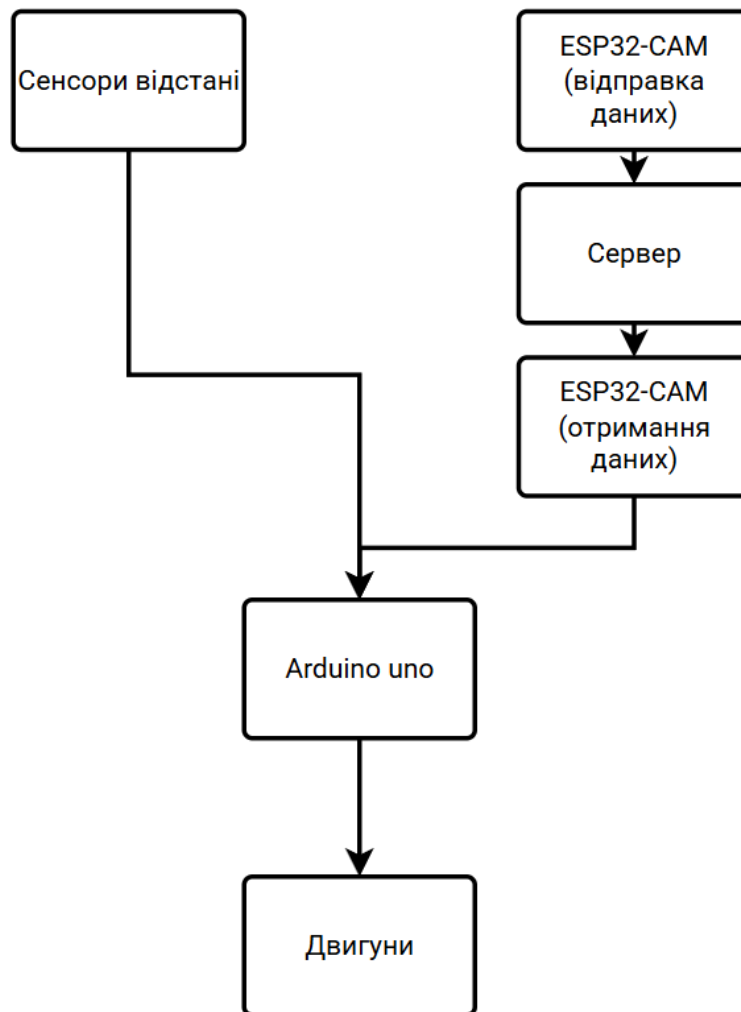 Сенсори відстані
ESP32-CAM
(відправка
даних)
Сервер
ESP32-CAM
(отримання
даних)
Arduino uno
Двигуни